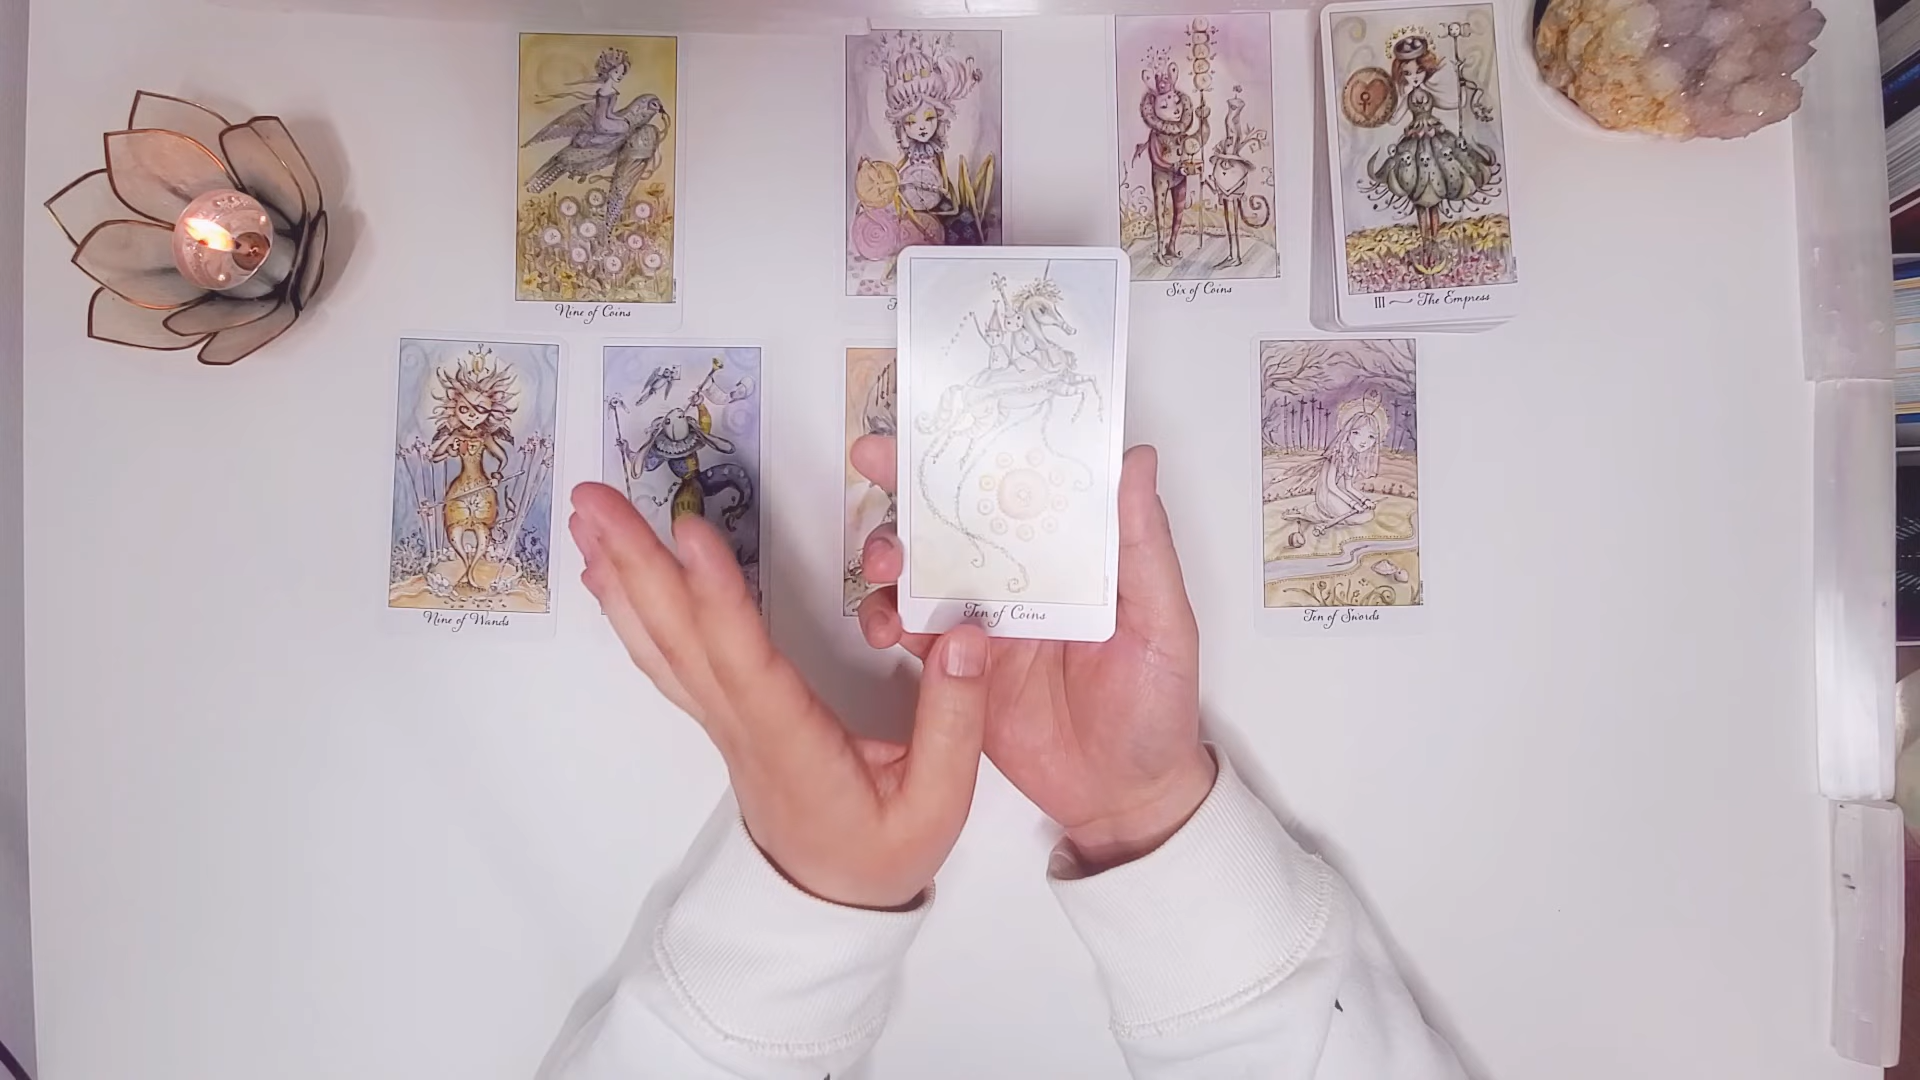 Nine of Coins
Six of Coins
III The Empress
Nine of Wands
Ten of Coins
Ten of Swords